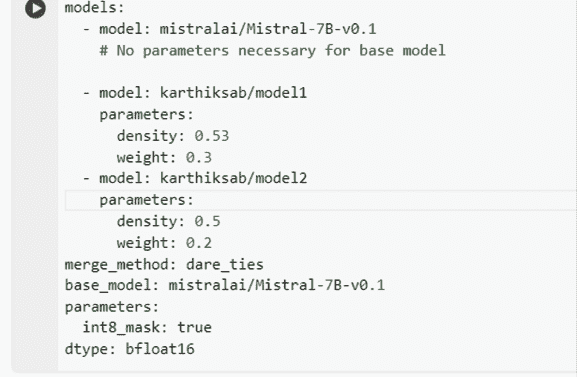 models:
  - model: mistralai/Mistral-7B-v0.1
    # No parameters necessary for base model
  - model: karthiksab/model1
    parameters:
      density: 0.53
      weight: 0.3
  - model: karthiksab/model2
    parameters:
      density: 0.5
      weight: 0.2
merge_method: dare_ties
base_model: mistralai/Mistral-7B-v0.1
parameters:
  int8_mask: true
dtype: bfloat16